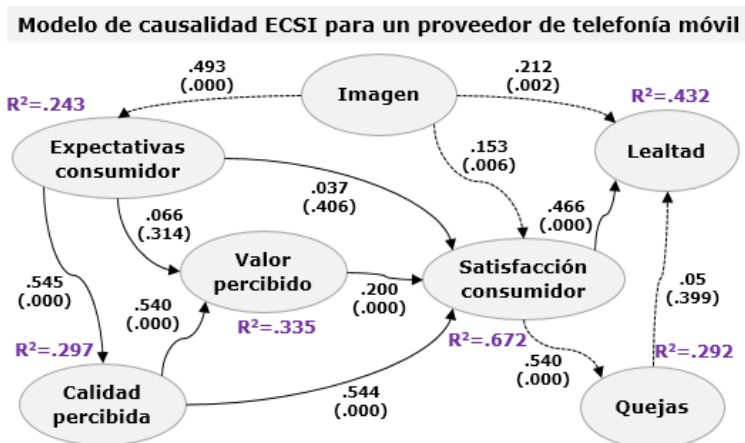 Modelo de causalidad ECSI para un proveedor de telefonía móvil
.493
(.000)
.212
(.002)
R²=.243
Imagen
R²=.432
Expectativas
consumidor
Lealtad
.153
(.006)
.037
(.406)
.066
(.314)
.466
(.000)
Valor
percibido
Satisfacción
consumidor
.545
(.000)
.540
(.000)
.200
(.000)
.05
(.399)
R²=.335
R²=.297
R²=.672
.540
(.000)
R²=.292
Calidad
percibida
.544
(.000)
Quejas